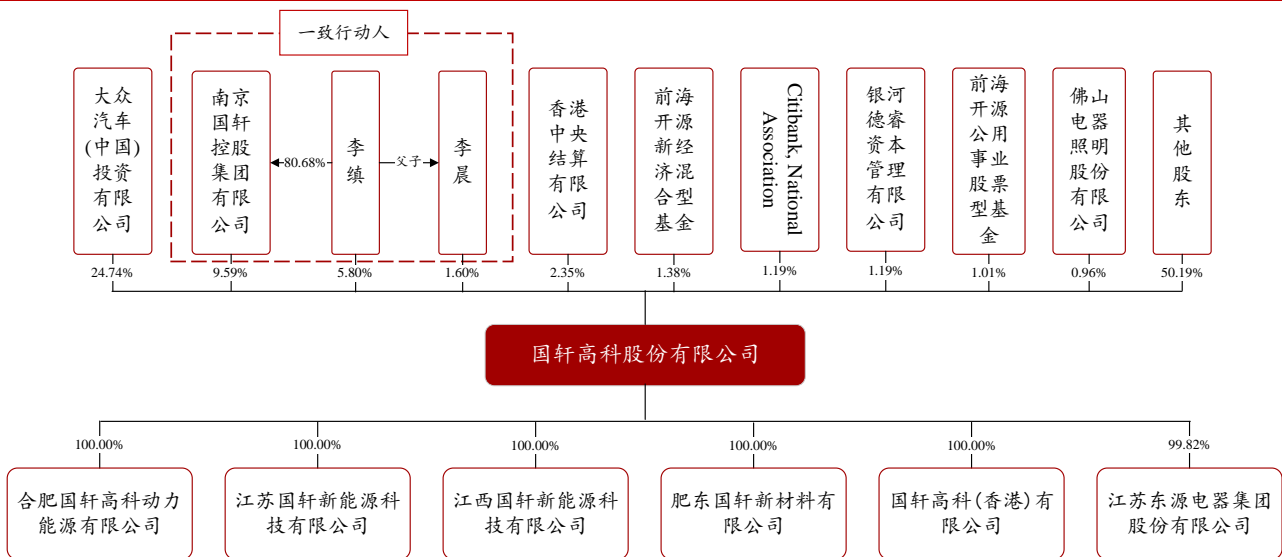 一致行动人
大众
汽车
(中国)
投资
有限
公司
南京
国轩
控股
集团
有限
公司
80.68%
李
缜
父子
李
晨
香港
中央
结算
有限
公司
前海
开源
新经
济混
合型
基金
Citibank, National
Association
银河
德睿
资本
管理
有限
公司
前海
开源
公用
事业
股票
型基
金
佛山
电器
照明
股份
有限
公司
其
他
股
东
24.74%
9.59%
5.80%
1.60%
2.35%
1.38%
1.19%
1.19%
1.01%
0.96%
50.19%
国轩高科股份有限公司
100.00%
100.00%
100.00%
100.00%
100.00%
99.82%
合肥国轩高科动力
能源有限公司
江苏国轩新能源科
技有限公司
江西国轩新能源科
技有限公司
肥东国轩新材料有
限公司
国轩高科(香港)有
限公司
江苏东源电器集团
股份有限公司